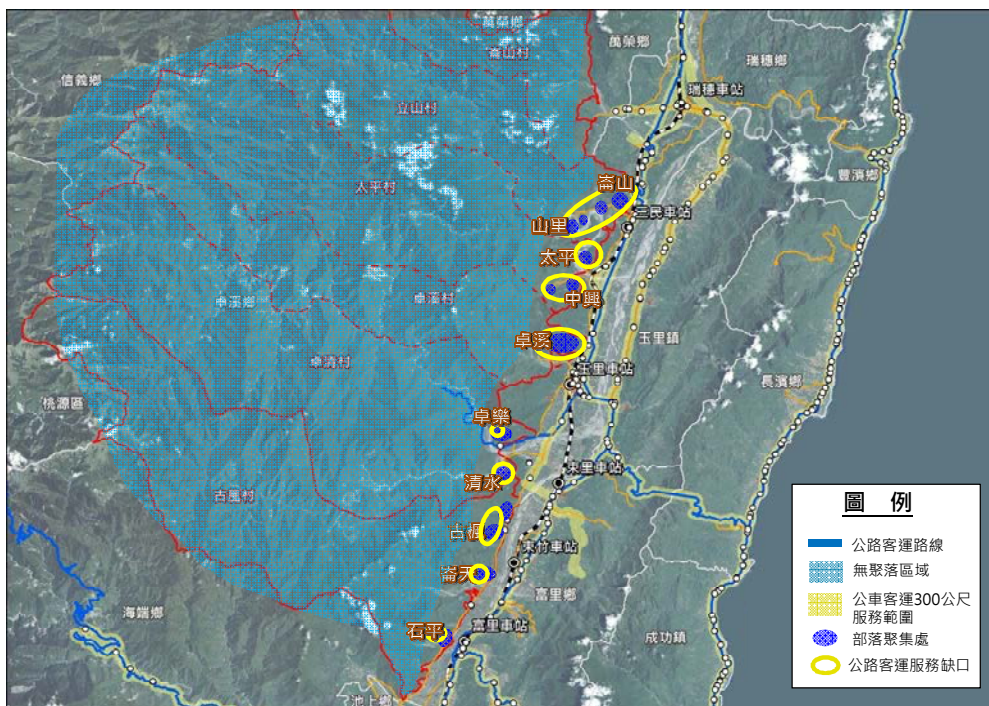 萬榮鄉
萬榮鄉
崙山村
瑞穗鄉
信義鄉
瑞穗車站
立山村
豐濱鄉
太平村
崙山
三民車站
山里
太平
卓溪鄉
卓溪村
中興
卓溪
玉里鎮
卓清村
玉里車站
長濱鄉
桃源區
卓樂
東里車站
清水
古風村
古楓
東竹車站
崙天
富里鄉
海端鄉
石平
富里車站
成功鎮
池上鄉
圖 例
公路客運路線
無聚落區域
公車客運300公尺
服務範圍
部落聚集處
公路客運服務缺口